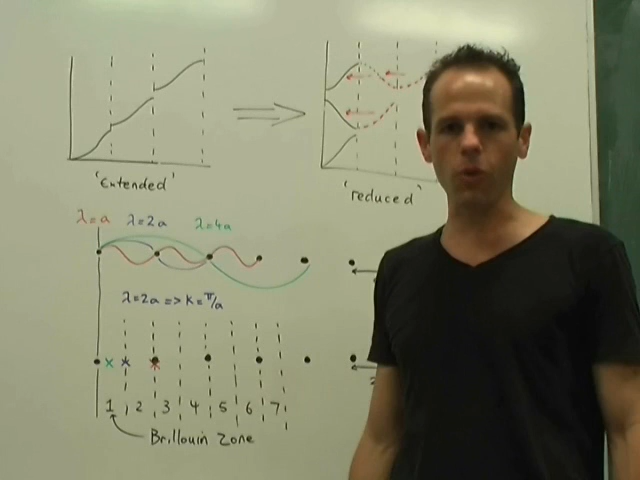 'Extended'
'reduced'
λ=a λ=2a λ=4a
λ=2a => k=π/a
1 2 3 4 5 6 7
Brillouin Zone